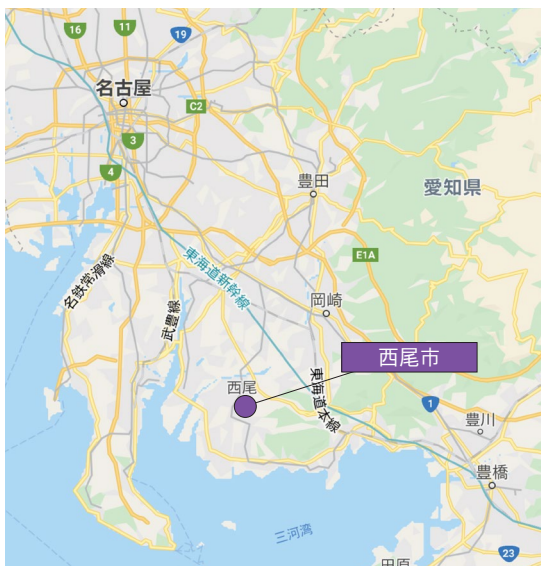 16
11
19
名古屋
C2
3
4
豊田
愛知県
東海道新幹線
E1A
名鉄常滑線
武豊線
岡崎
西尾市
西尾
東海道本線
1
豊川
豊橋
三河湾
23
田原